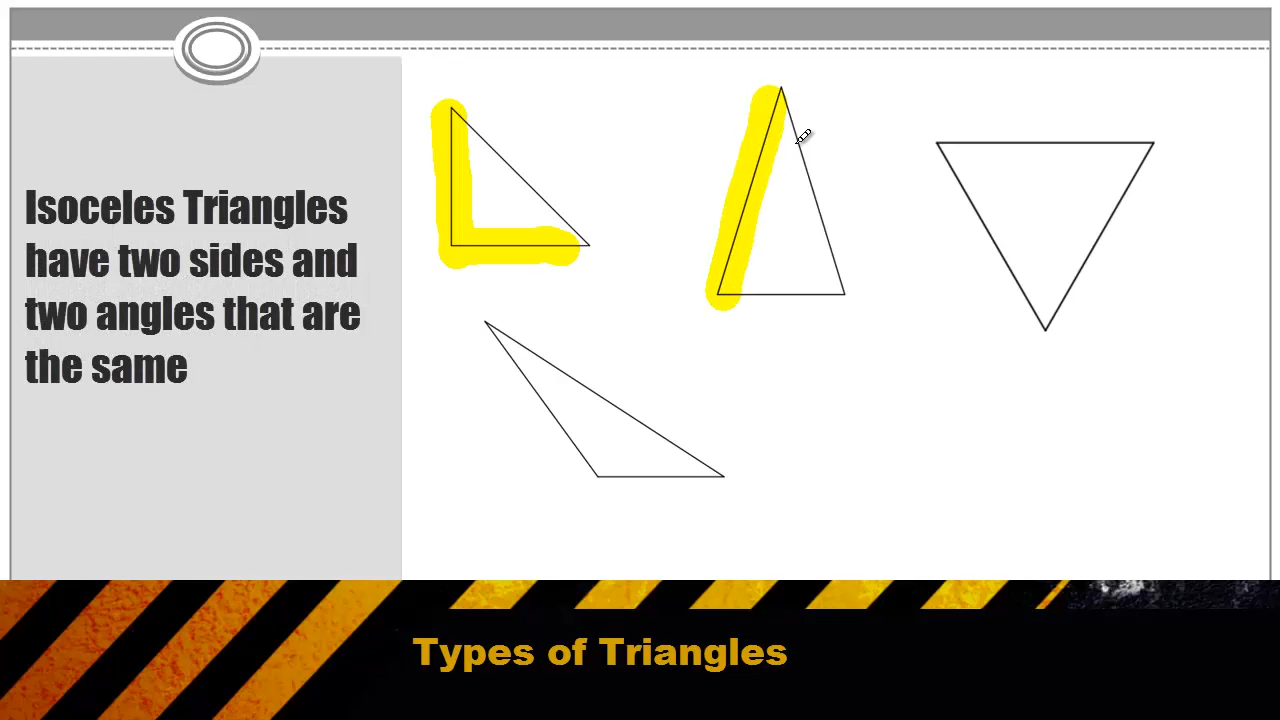 Isoceles Triangles
have two sides and
two angles that are
the same
Types of Triangles